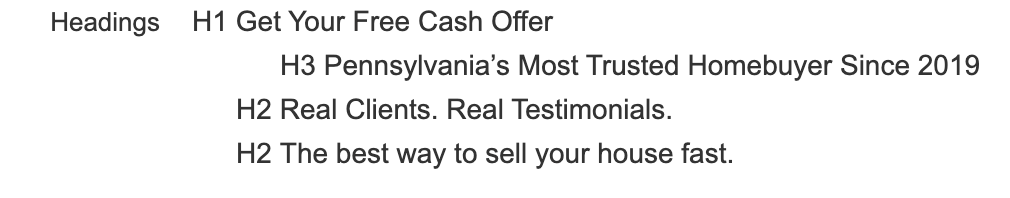 Headings H1 Get Your Free Cash Offer
H3 Pennsylvania’s Most Trusted Homebuyer Since 2019
H2 Real Clients. Real Testimonials.
H2 The best way to sell your house fast.